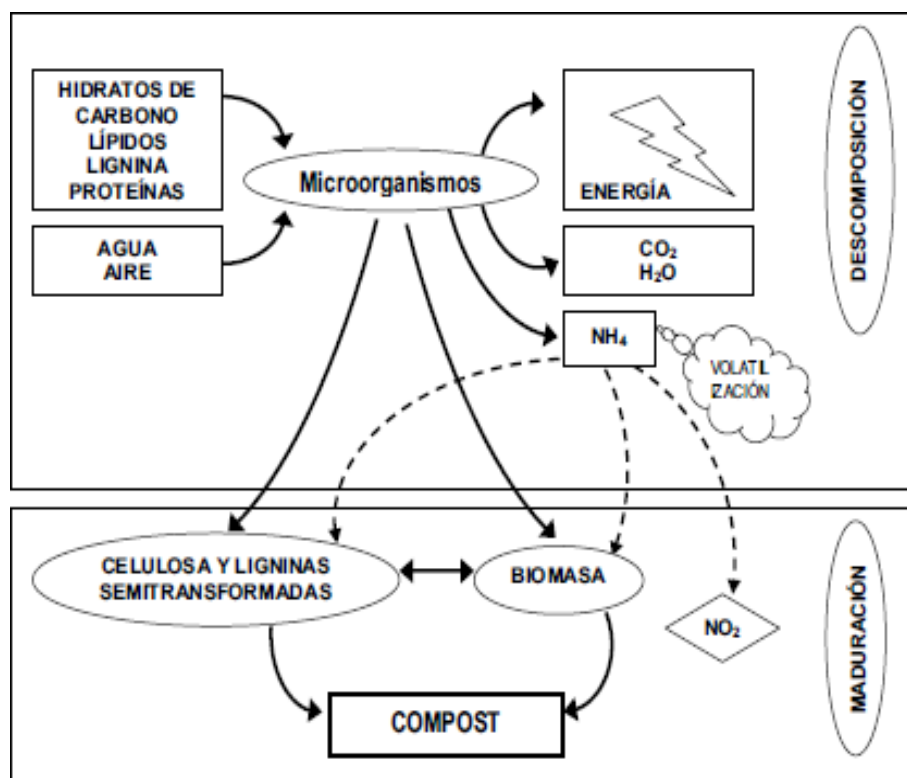 HIDRATOS DE
CARBONO
LÍPIDOS
LIGNINA
PROTEÍNAS
AGUA
AIRE
Microorganismos
ENERGÍA
CO₂
H₂O
NH₄
VOLATIL
IZACIÓN
DESCOMPOSICIÓN
CELULOSA Y LIGNINAS
SEMITRANSFORMADAS
BIOMASA
NO₂
COMPOST
MADURACIÓN